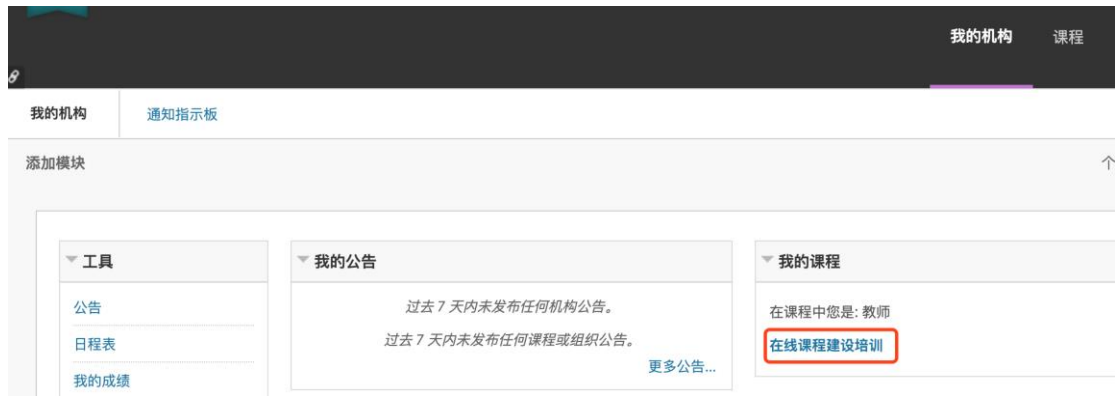 我的机构 课程
我的机构 通知指示板
添加模块 个
工具
公告
日程表
我的成绩
我的公告
过去 7 天内未发布任何机构公告。
过去 7 天内未发布任何课程或组织公告。
更多公告...
我的课程
在课程中您是: 教师
在线课程建设培训